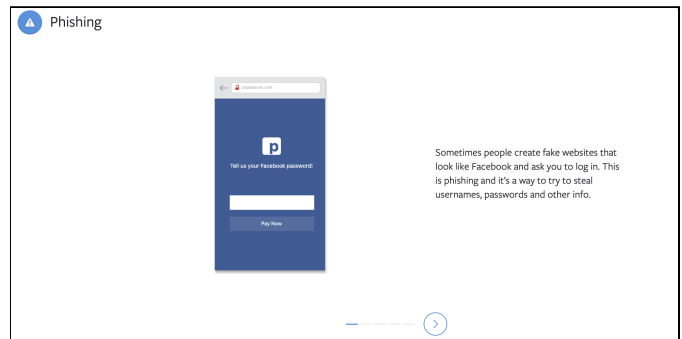 Phishing
p
Tell us your Facebook password!
Pay Now
Sometimes people create fake websites that
look like Facebook and ask you to log in. This
is phishing and it's a way to try to steal
usernames, passwords and other info.